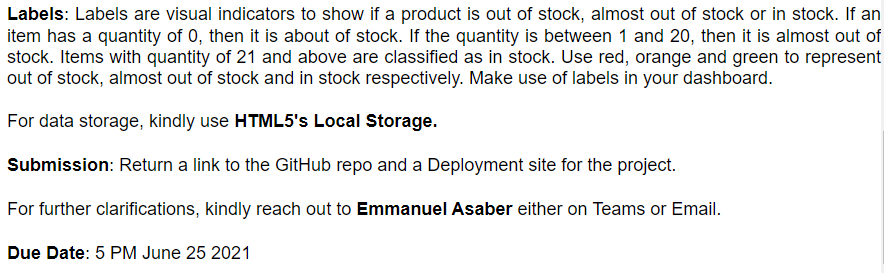 Labels: Labels are visual indicators to show if a product is out of stock, almost out of stock or in stock. If an
item has a quantity of 0, then it is about of stock. If the quantity is between 1 and 20, then it is almost out of
stock. Items with quantity of 21 and above are classified as in stock. Use red, orange and green to represent
out of stock, almost out of stock and in stock respectively. Make use of labels in your dashboard.
For data storage, kindly use HTML5's Local Storage.
Submission: Return a link to the GitHub repo and a Deployment site for the project.
For further clarifications, kindly reach out to Emmanuel Asaber either on Teams or Email.
Due Date: 5 PM June 25 2021